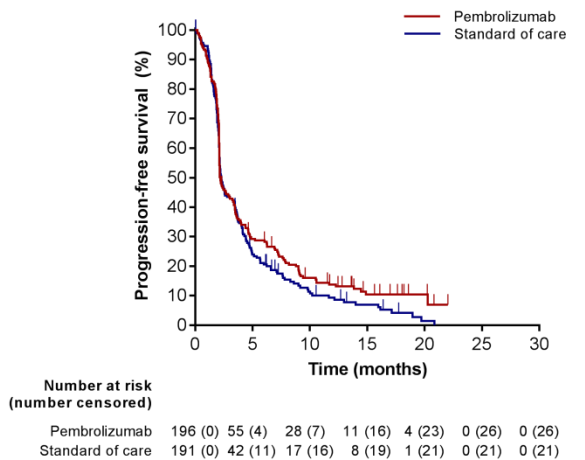 Pembrolizumab
Standard of care
Progression-free survival (%)
100
90
80
70
60
50
40
30
20
10
0
0 5 10 15 20 25 30
Time (months)
Number at risk
(number censored)
Pembrolizumab 196 (0) 55 (4) 28 (7) 11 (16) 4 (23) 0 (26) 0 (26)
Standard of care 191 (0) 42 (11) 17 (16) 8 (19) 1 (21) 0 (21) 0 (21)